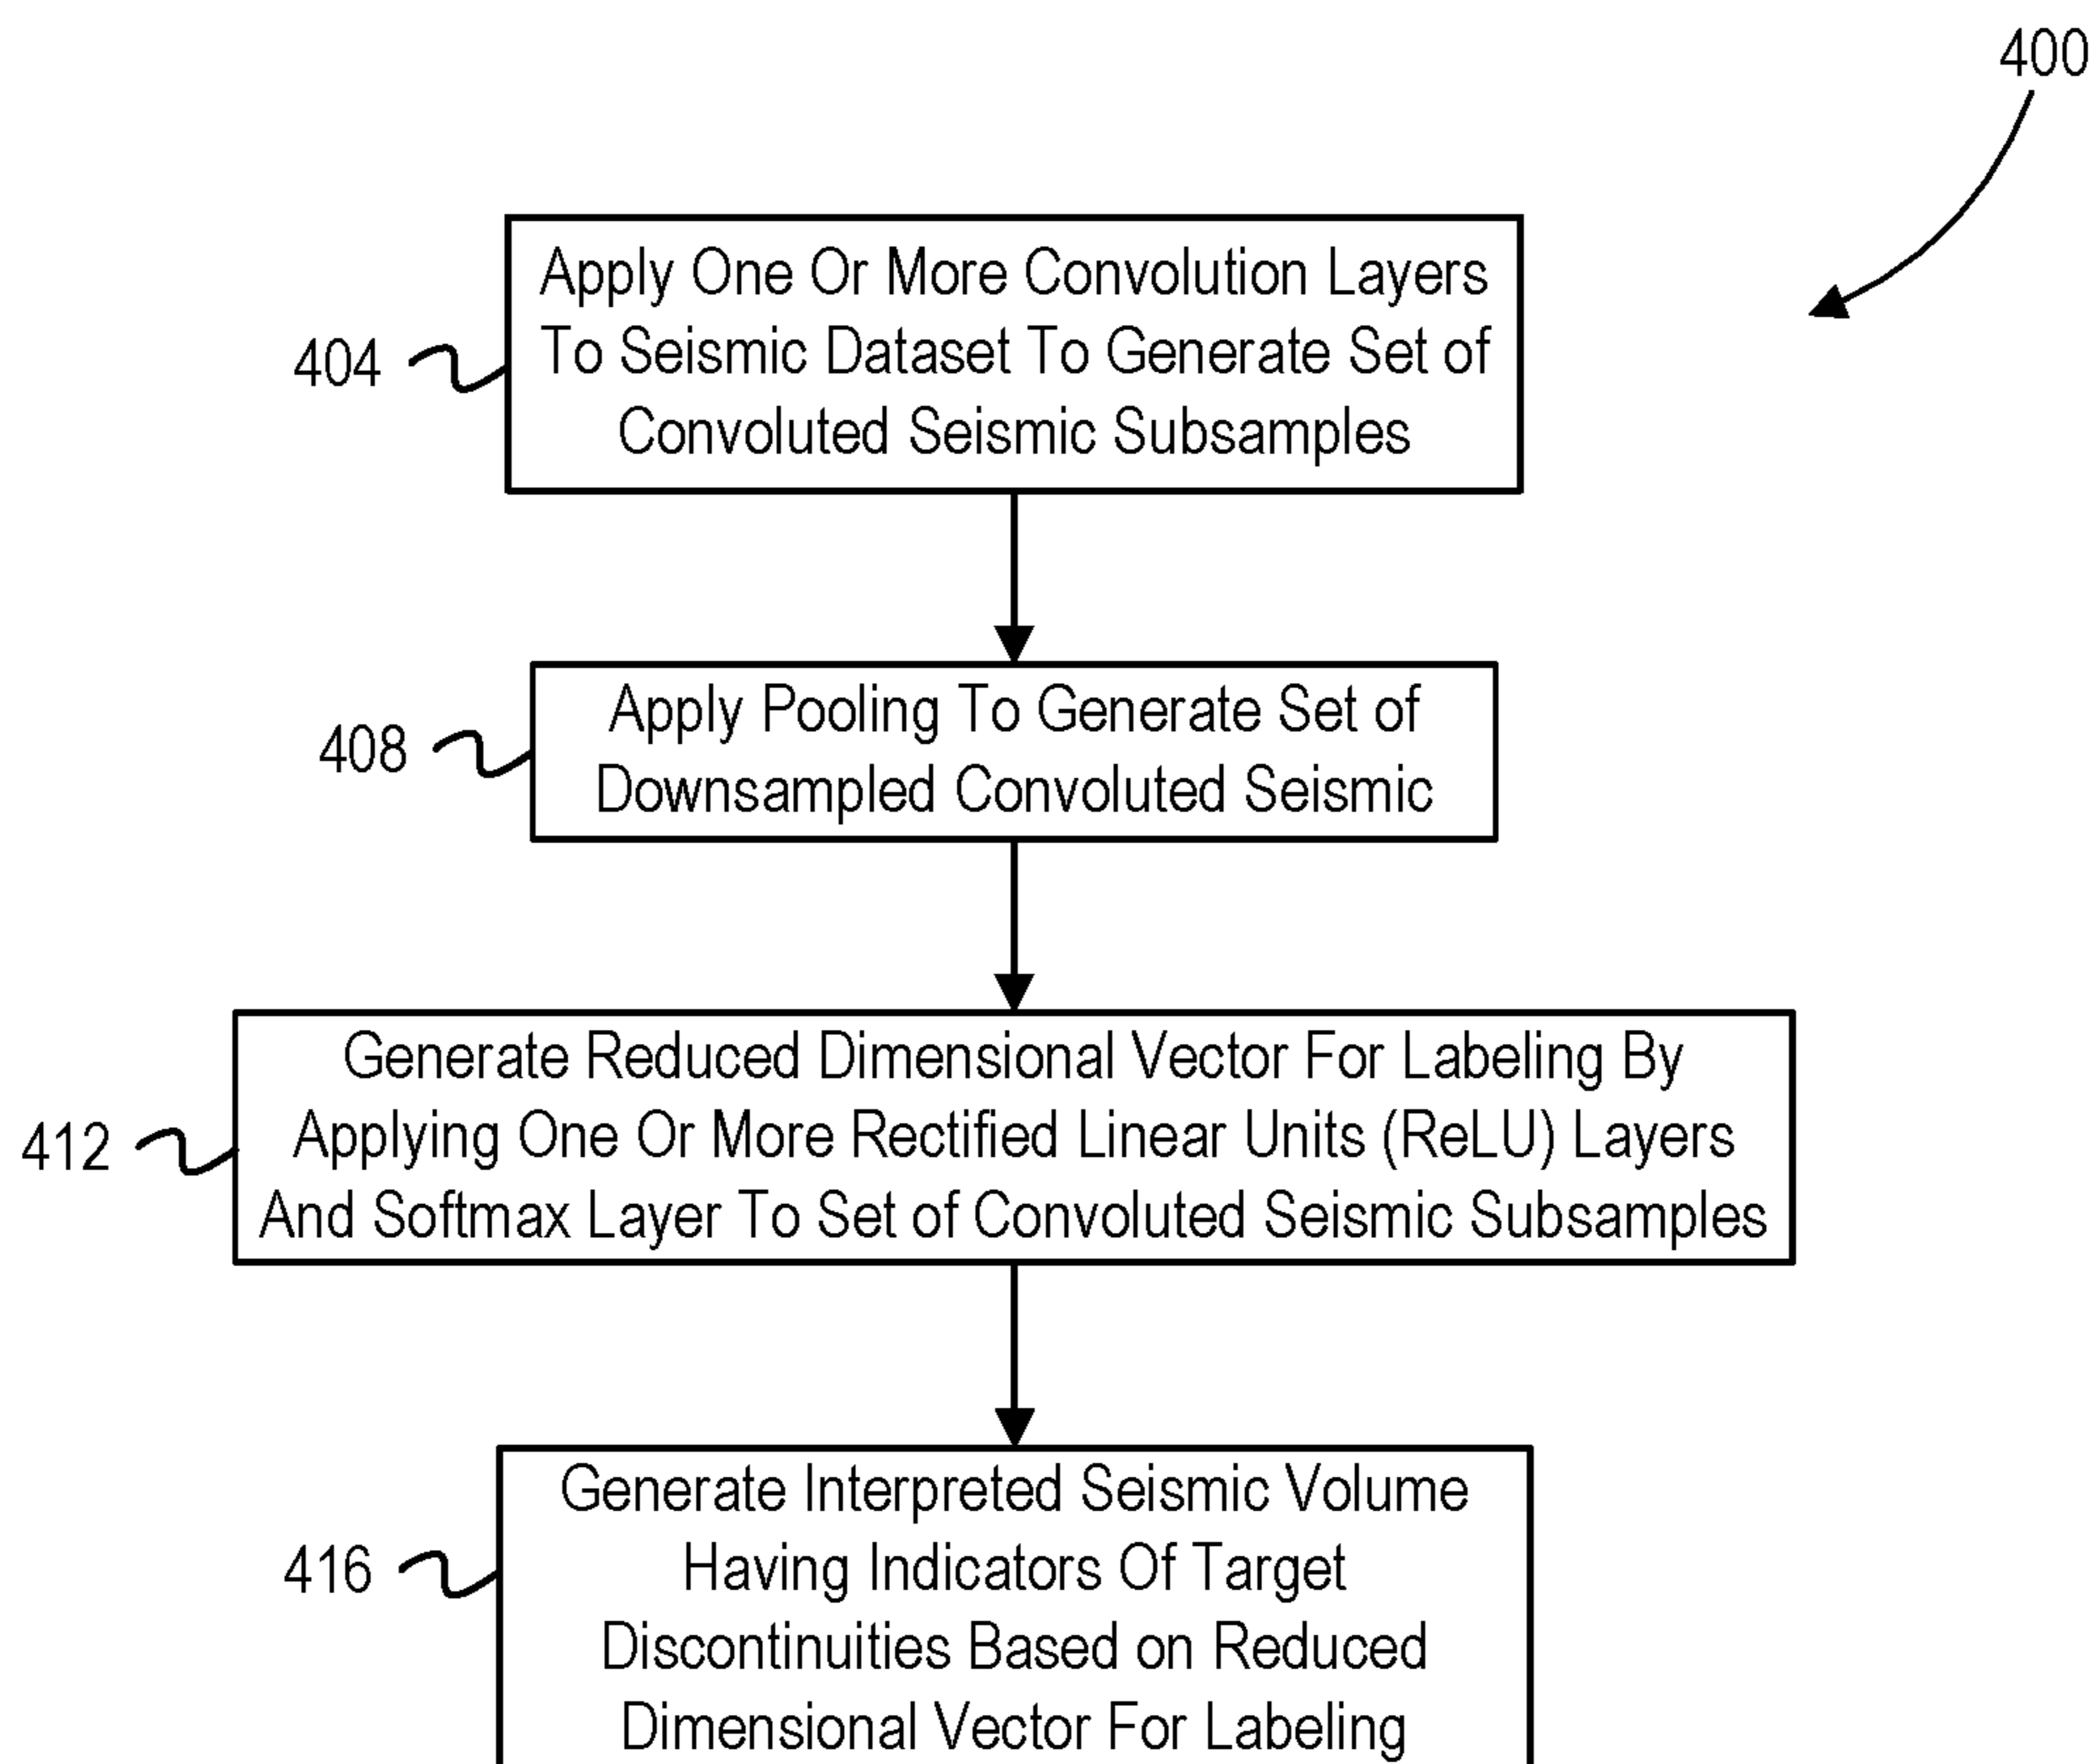 400
Apply One Or More Convolution Layers
To Seismic Dataset To Generate Set of
Convoluted Seismic Subsamples
404
Apply Pooling To Generate Set of
Downsampled Convoluted Seismic
408
Generate Reduced Dimensional Vector For Labeling By
Applying One Or More Rectified Linear Units (ReLU) Layers
And Softmax Layer To Set of Convoluted Seismic Subsamples
412
Generate Interpreted Seismic Volume
Having Indicators Of Target
Discontinuities Based on Reduced
Dimensional Vector For Labeling
416